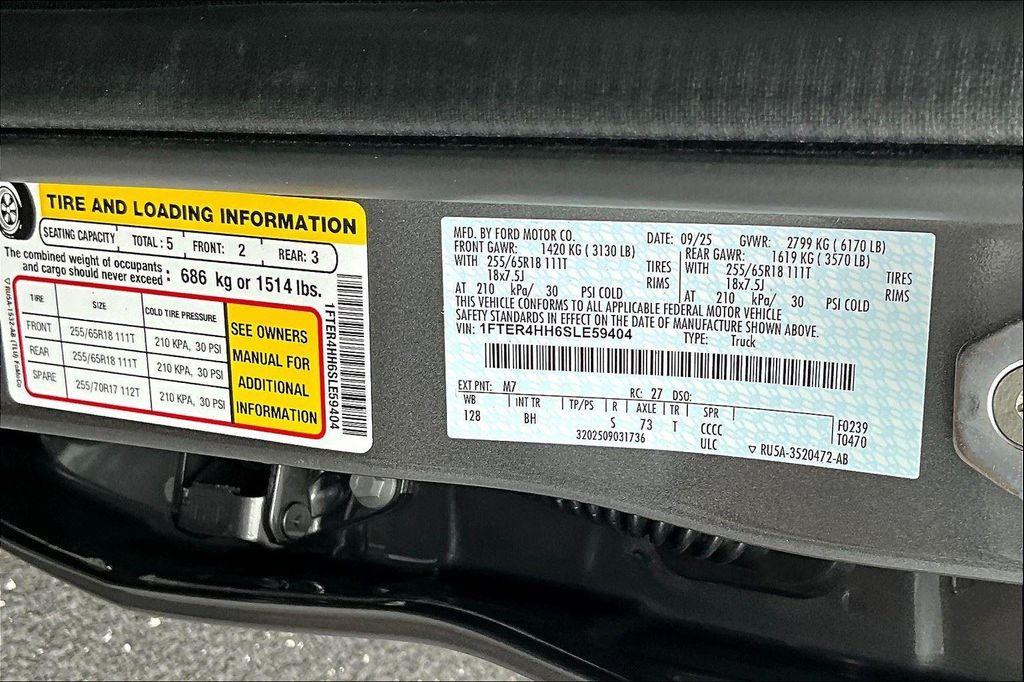 TIRE AND LOADING INFORMATION
SEATING CAPACITY TOTAL: 5 FRONT: 2 REAR: 3
The combined weight of occupants and cargo should never exceed: 686 kg or 1514 lbs.
TIRE SIZE COLD TIRE PRESSURE
FRONT 255/65R18 111T 210 KPA, 30 PSI
REAR 255/65R18 111T 210 KPA, 30 PSI
SPARE 255/70R17 112T 210 KPA, 30 PSI
SEE OWNERS
MANUAL FOR
ADDITIONAL
INFORMATION
1FTER4HH6SLE59404
MFD. BY FORD MOTOR CO. DATE: 09/25 GVWR: 2799 KG ( 6170 LB)
FRONT GAWR: 1420 KG ( 3130 LB) REAR GAWR: 1619 KG ( 3570 LB)
WITH 255/65R18 111T TIRES WITH 255/65R18 111T TIRES
18x7.5J RIMS 18x7.5J RIMS
AT 210 kPa/ 30 PSI COLD AT 210 kPa/ 30 PSI COLD
THIS VEHICLE CONFORMS TO ALL APPLICABLE FEDERAL MOTOR VEHICLE
SAFETY STANDARDS IN EFFECT ON THE DATE OF MANUFACTURE SHOWN ABOVE.
VIN: 1FTER4HH6SLE59404 TYPE: Truck
EXT PNT: M7 RC: 27 DSO:
WB INT TR TP/PS R AXLE TR SPR
128 BH S 73 T CCCC F0239
3202509031736 ULC T0470
RU5A-3520472-AB